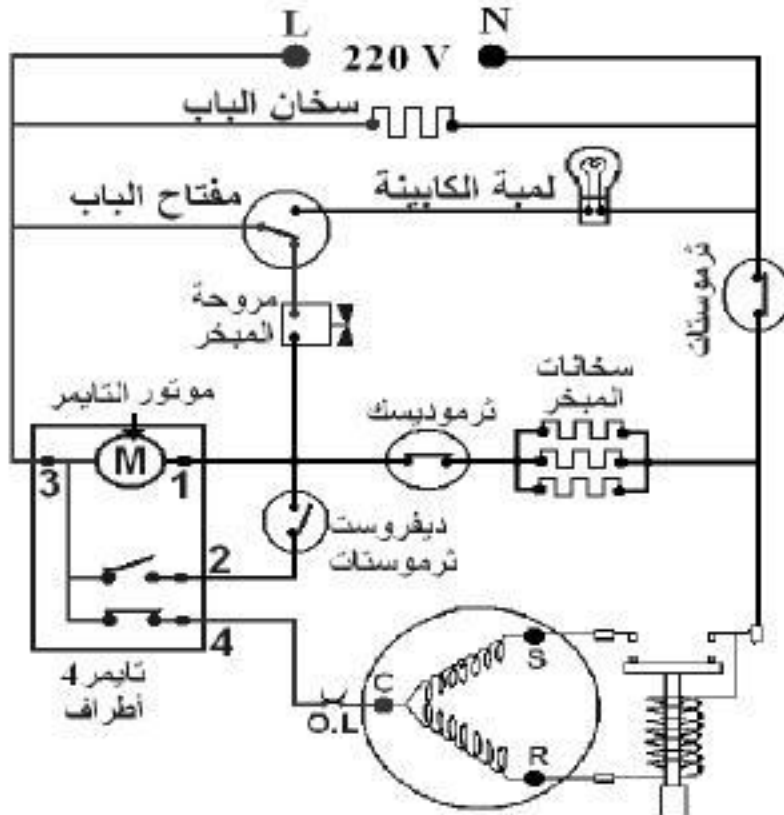 L 220 V N
سخان الباب
مفتاح الباب
لمبة الكابينة
مروحة
المبخر
ثرموستات
سخانات
المبخر
موتور التايمر
ثرموديسك
M
3
1
ديفروست
ثرموستات
2
4
تايمر 4
أطراف
O.L
C
S
R